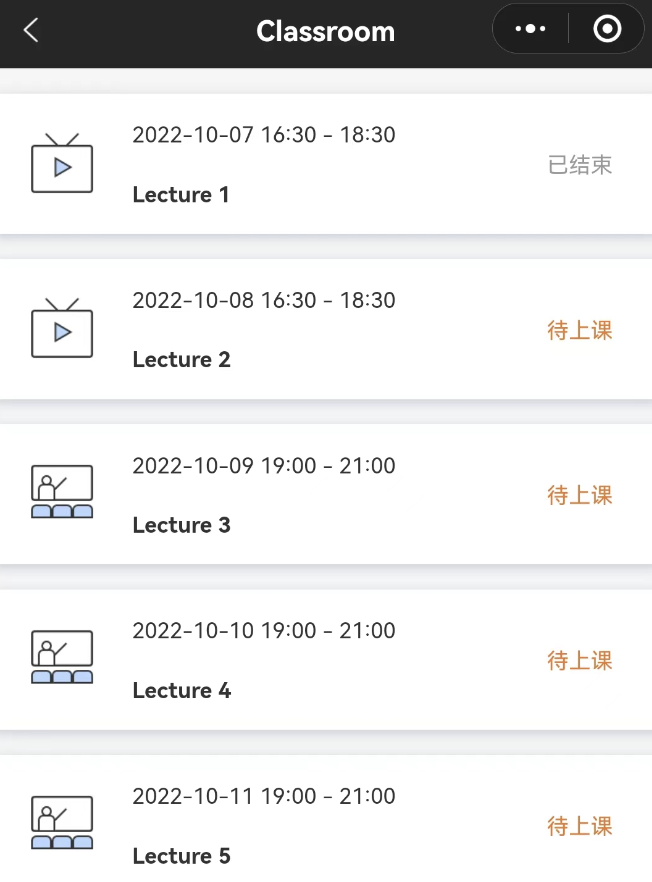 Classroom
2022-10-07 16:30 - 18:30
已结束
Lecture 1
2022-10-08 16:30 - 18:30
待上课
Lecture 2
2022-10-09 19:00 - 21:00
待上课
Lecture 3
2022-10-10 19:00 - 21:00
待上课
Lecture 4
2022-10-11 19:00 - 21:00
待上课
Lecture 5